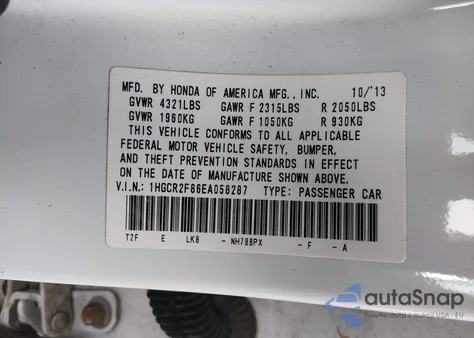 MFD. BY HONDA OF AMERICA MFG., INC. 10/'13
GVWR 4321LBS GAWR F 2315LBS R 2050LBS
GVWR 1960KG GAWR F 1050KG R 930KG
THIS VEHICLE CONFORMS TO ALL APPLICABLE
FEDERAL MOTOR VEHICLE SAFETY, BUMPER,
AND THEFT PREVENTION STANDARDS IN EFFECT
ON THE DATE OF MANUFACTURE SHOWN ABOVE.
V.I.N.: 1HGCR2F86EA058287 TYPE: PASSENGER CAR
T2F E LK8 -NH788PX -F -A
autoSnap